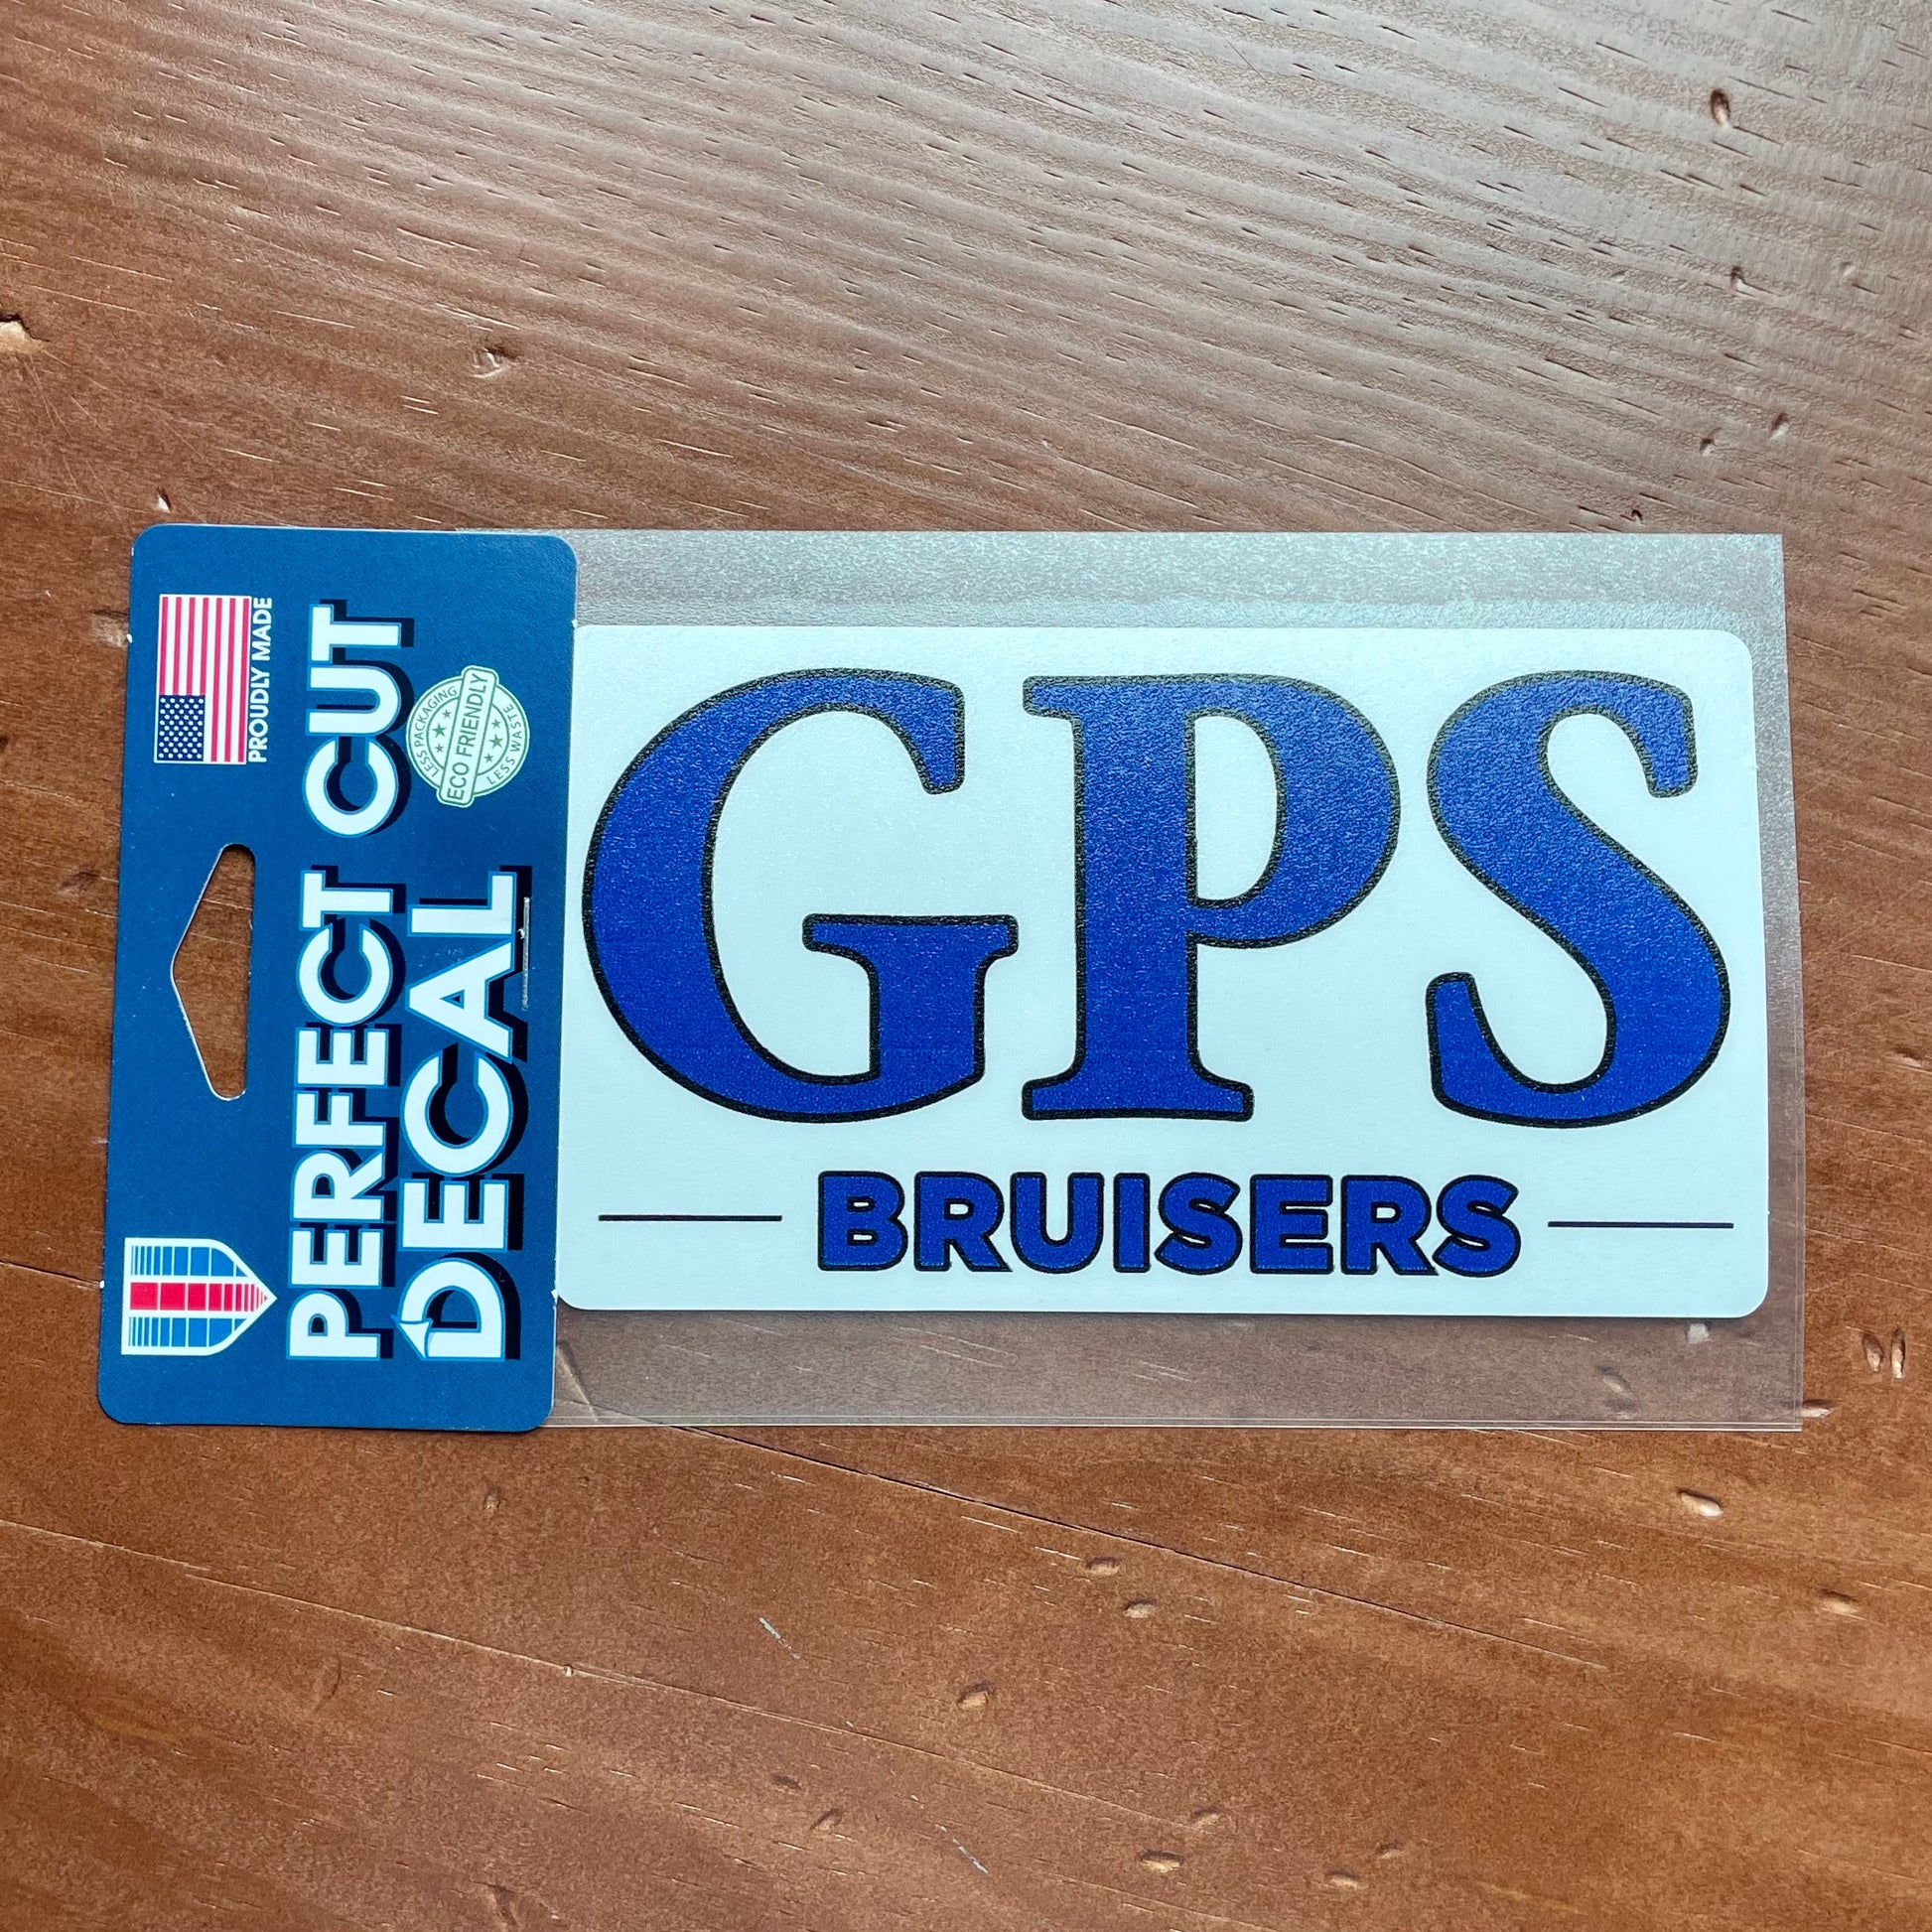 PROUDLY MADE
PERFECT CUT
DECAL
LESS PACKAGING
ECO FRIENDLY
LESS WASTE
GPS
BRUISERS